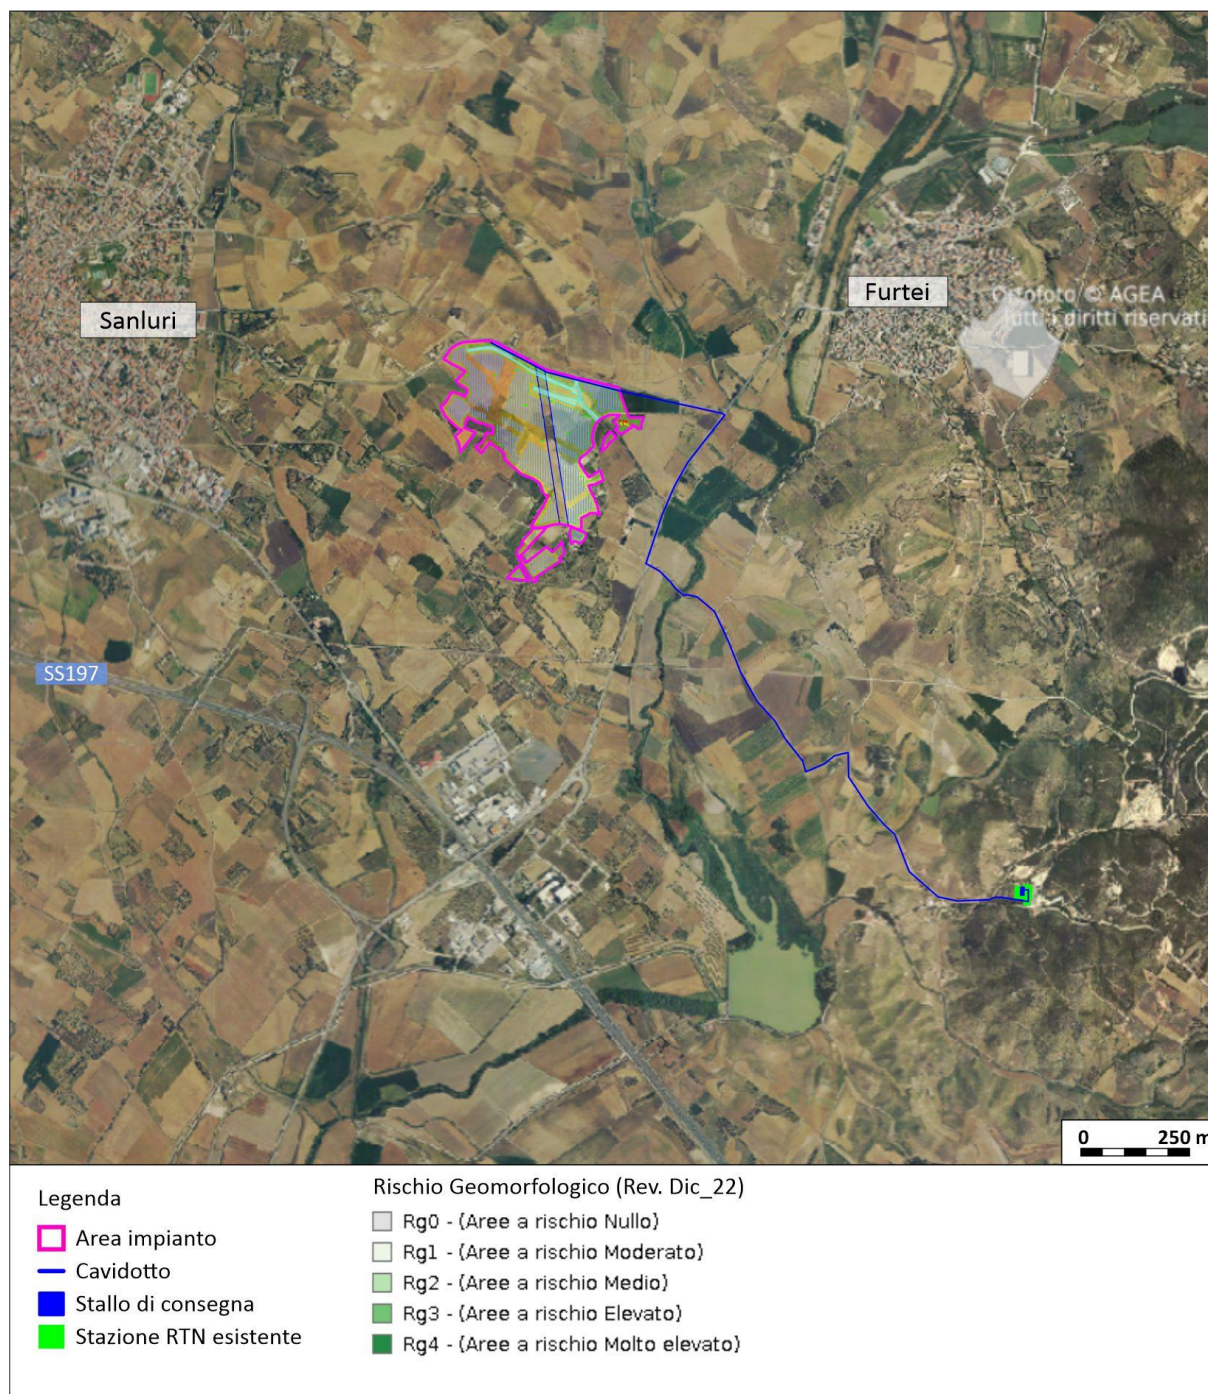 Sanluri
Furtei
Ortofoto © AGEA
Tutti i diritti riservati
SS197
0 250 m
Legenda
Area impianto
Cavidotto
Stallo di consegna
Stazione RTN esistente
Rischio Geomorfologico (Rev. Dic_22)
Rg0 - (Aree a rischio Nullo)
Rg1 - (Aree a rischio Moderato)
Rg2 - (Aree a rischio Medio)
Rg3 - (Aree a rischio Elevato)
Rg4 - (Aree a rischio Molto elevato)